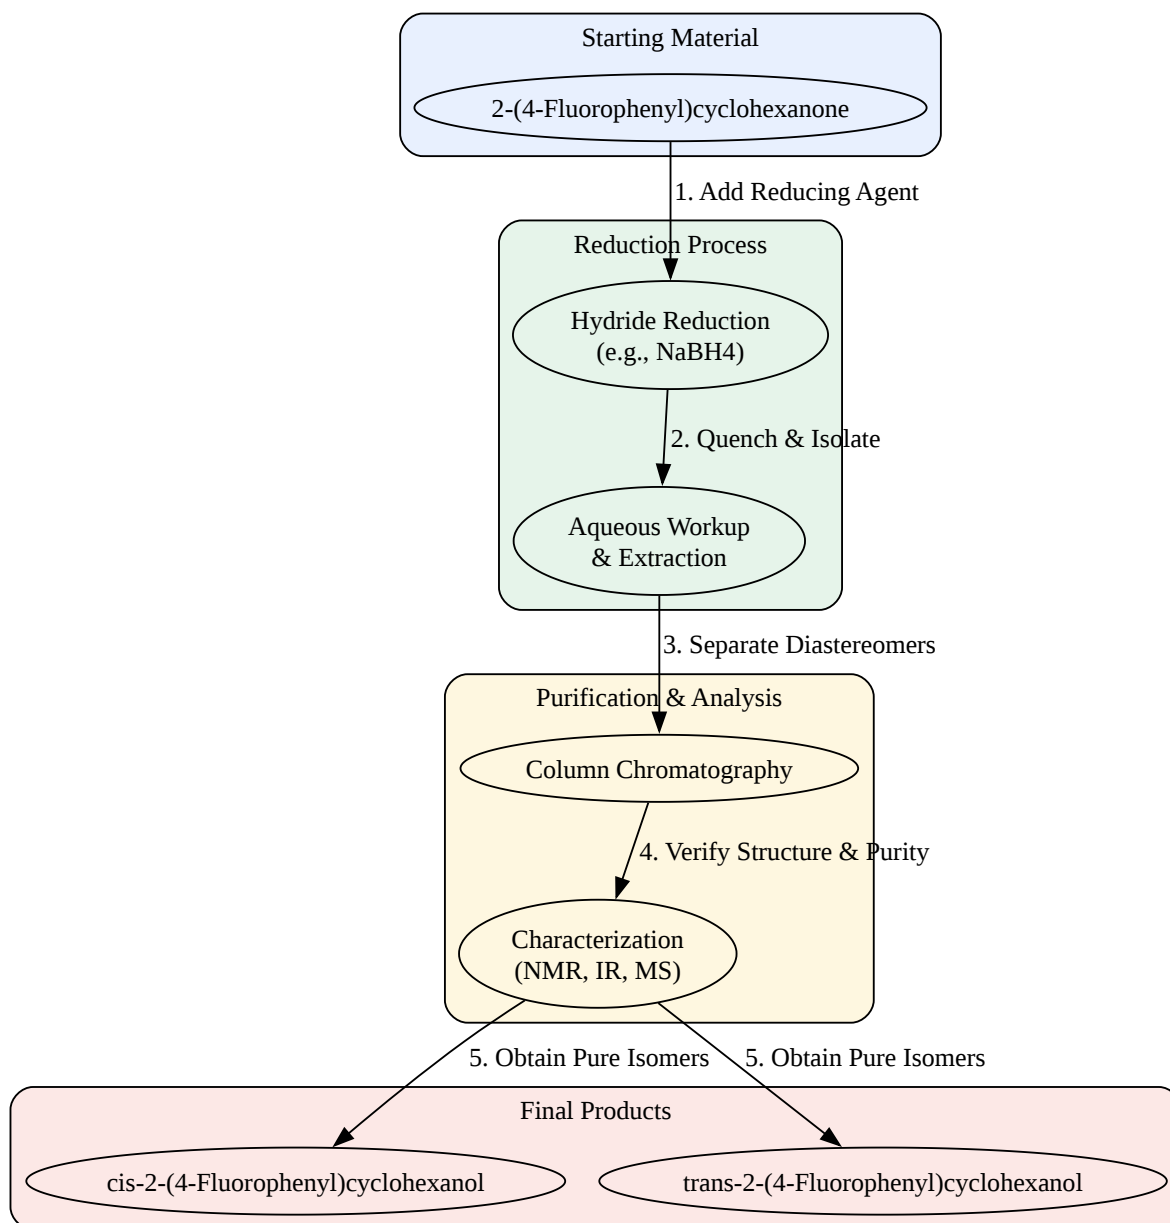 Starting Material
2-(4-Fluorophenyl)cyclohexanone
1. Add Reducing Agent
Reduction Process
Hydride Reduction
(e.g., NaBH4)
2. Quench & Isolate
Aqueous Workup
& Extraction
3. Separate Diastereomers
Purification & Analysis
Column Chromatography
4. Verify Structure & Purity
Characterization
(NMR, IR, MS)
5. Obtain Pure Isomers
5. Obtain Pure Isomers
Final Products
cis-2-(4-Fluorophenyl)cyclohexanol
trans-2-(4-Fluorophenyl)cyclohexanol